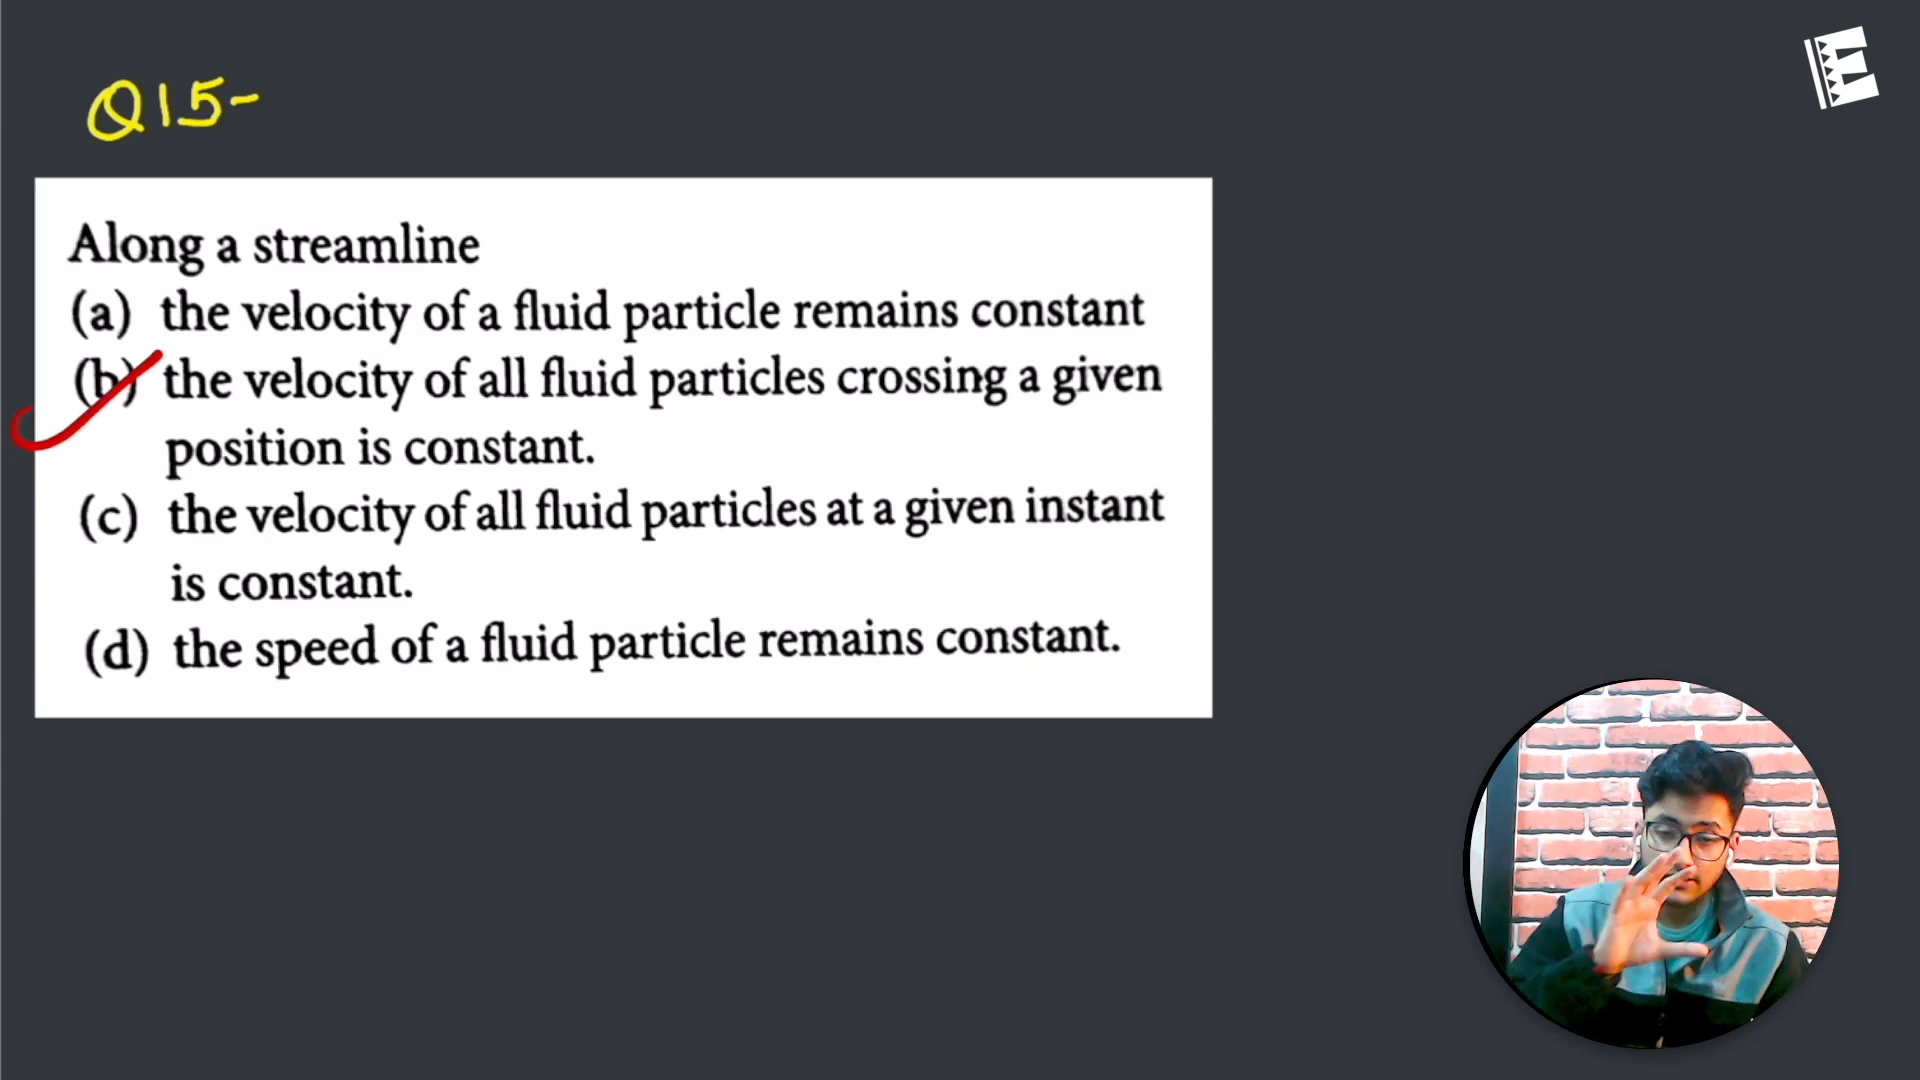 Q15-
Along a streamline
(a) the velocity of a fluid particle remains constant
(b) the velocity of all fluid particles crossing a given
position is constant.
(c) the velocity of all fluid particles at a given instant
is constant.
(d) the speed of a fluid particle remains constant.